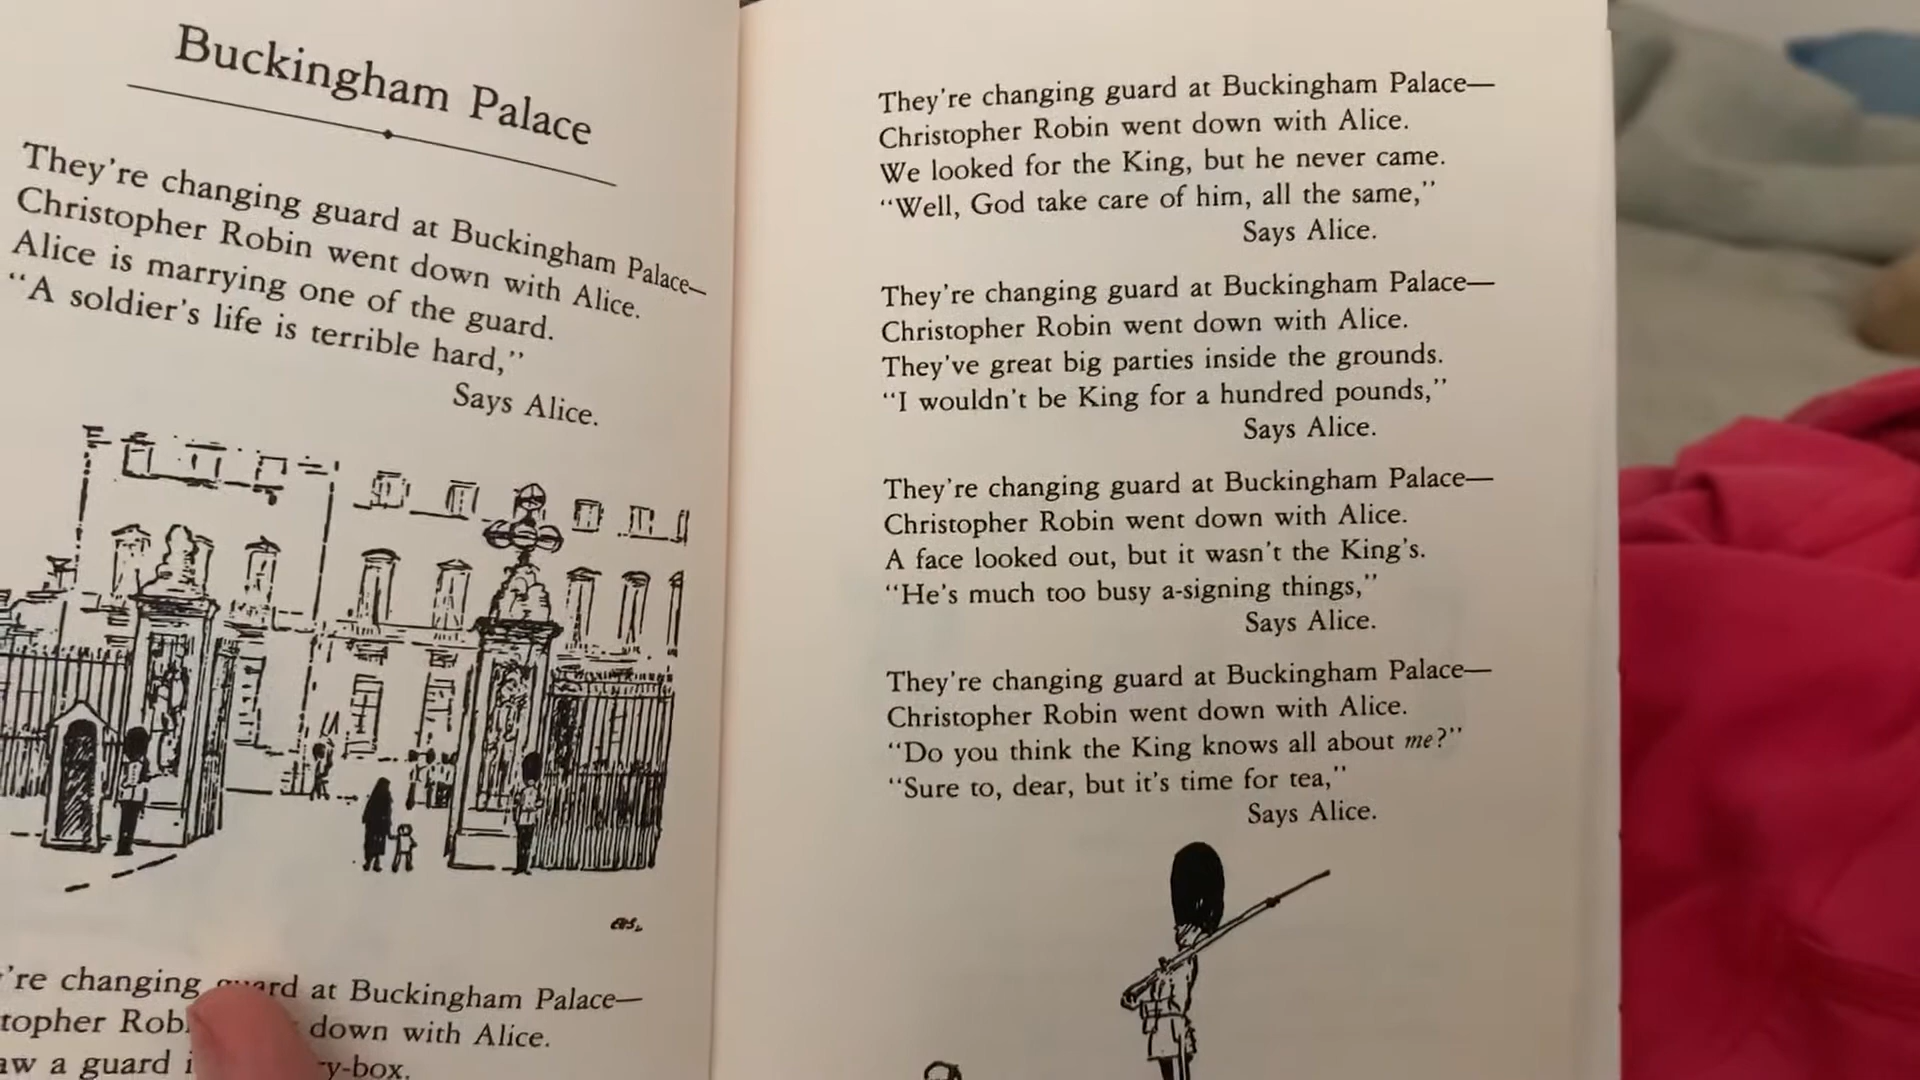 Buckingham Palace
They're changing guard at Buckingham Palace—
Christopher Robin went down with Alice.
Alice is marrying one of the guard.
“A soldier's life is terrible hard,”
Says Alice.
're changing guard at Buckingham Palace—
topher Rob down with Alice.
aw a guard i y-box.
They're changing guard at Buckingham Palace—
Christopher Robin went down with Alice.
We looked for the King, but he never came.
“Well, God take care of him, all the same,”
Says Alice.
They're changing guard at Buckingham Palace—
Christopher Robin went down with Alice.
They've great big parties inside the grounds.
“I wouldn't be King for a hundred pounds,”
Says Alice.
They're changing guard at Buckingham Palace—
Christopher Robin went down with Alice.
A face looked out, but it wasn't the King's.
“He's much too busy a-signing things,”
Says Alice.
They're changing guard at Buckingham Palace—
Christopher Robin went down with Alice.
“Do you think the King knows all about me?”
“Sure to, dear, but it's time for tea,”
Says Alice.